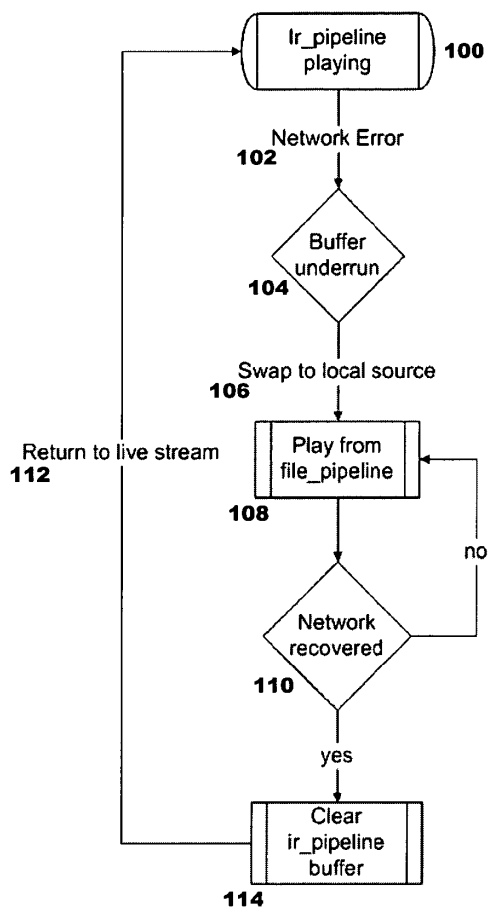 Ir_pipeline
playing
100
Network Error
102
Buffer
underrun
104
Swap to local source
106
Play from
file_pipeline
108
Return to live stream
112
no
Network
recovered
110
yes
Clear
ir_pipeline
buffer
114